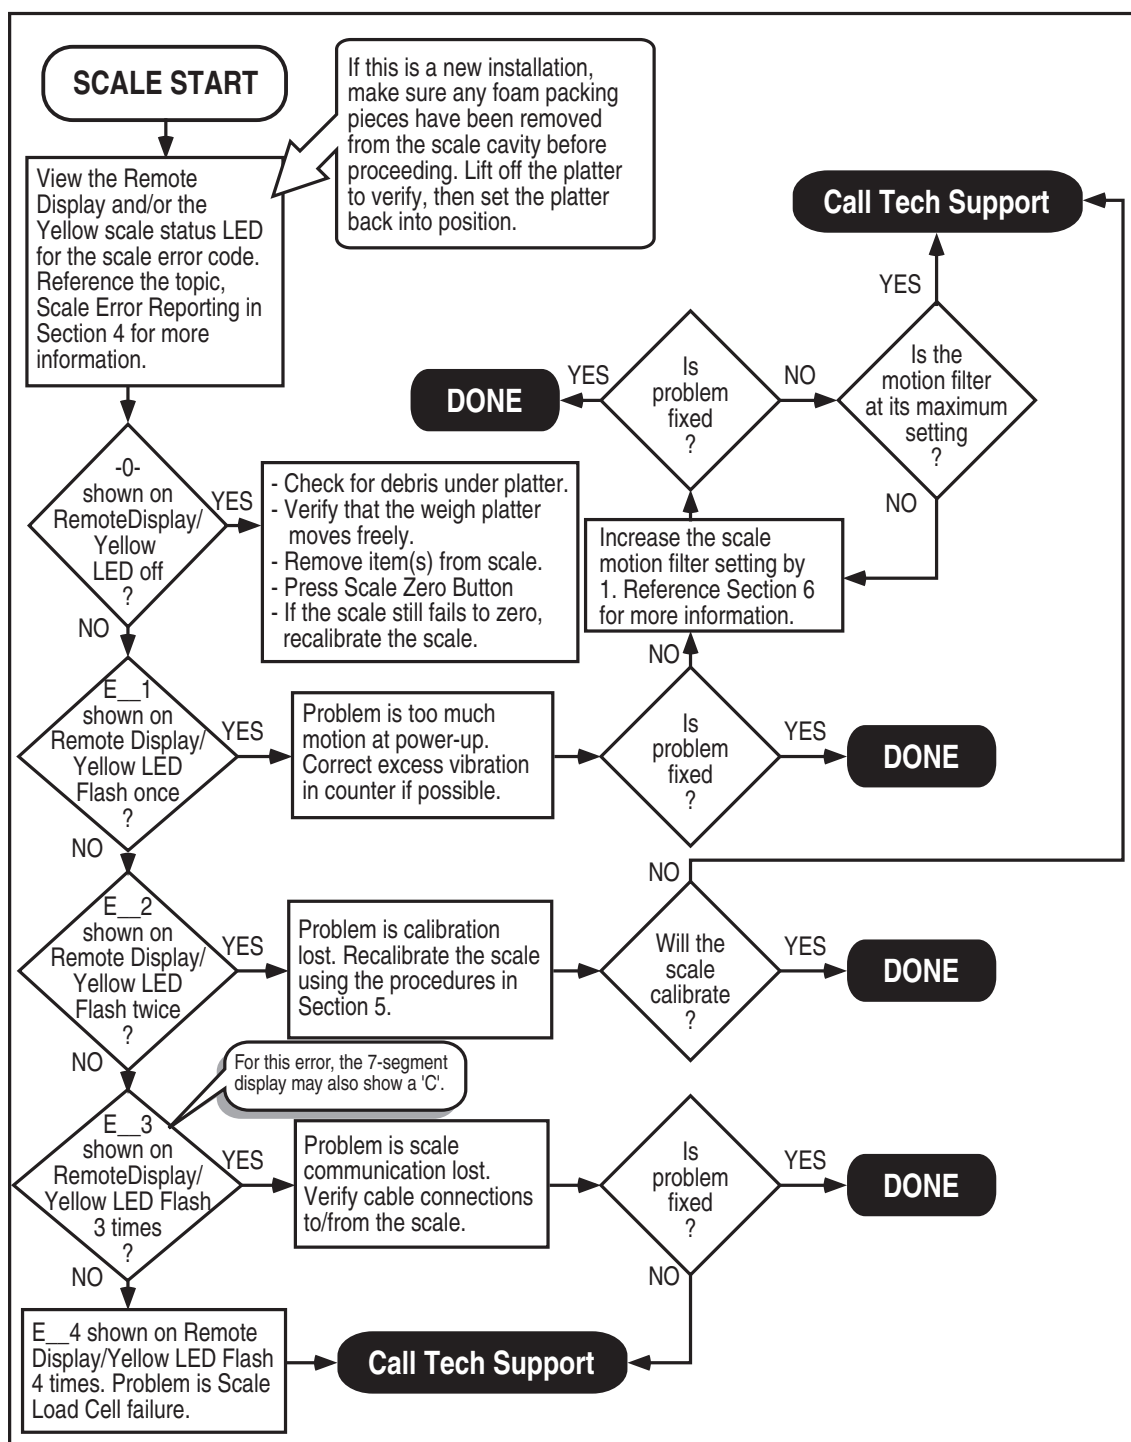 SCALE START
If this is a new installation,
make sure any foam packing
pieces have been removed
from the scale cavity before
proceeding. Lift off the platter
to verify, then set the platter
back into position.
View the Remote
Display and/or the
Yellow scale status LED
for the scale error code.
Reference the topic,
Scale Error Reporting in
Section 4 for more
information.
Call Tech Support
YES
Is the
motion filter
at its maximum
setting
?
NO
Is
problem
fixed
?
YES
NO
DONE
-0-
shown on
RemoteDisplay/
Yellow
LED off
?
YES
NO
- Check for debris under platter.
- Verify that the weigh platter
moves freely.
- Remove item(s) from scale.
- Press Scale Zero Button
- If the scale still fails to zero,
recalibrate the scale.
Increase the scale
motion filter setting by
1. Reference Section 6
for more information.
NO
E__1
shown on
Remote Display/
Yellow LED
Flash once
?
YES
NO
Problem is too much
motion at power-up.
Correct excess vibration
in counter if possible.
Is
problem
fixed
?
YES
DONE
E__2
shown on
Remote Display/
Yellow LED
Flash twice
?
YES
NO
Problem is calibration
lost. Recalibrate the scale
using the procedures in
Section 5.
NO
Will the
scale
calibrate
?
YES
DONE
For this error, the 7-segment
display may also show a 'C'.
E__3
shown on
RemoteDisplay/
Yellow LED Flash
3 times
?
YES
NO
Problem is scale
communication lost.
Verify cable connections
to/from the scale.
Is
problem
fixed
?
YES
DONE
NO
E__4 shown on Remote
Display/Yellow LED Flash
4 times. Problem is Scale
Load Cell failure.
Call Tech Support